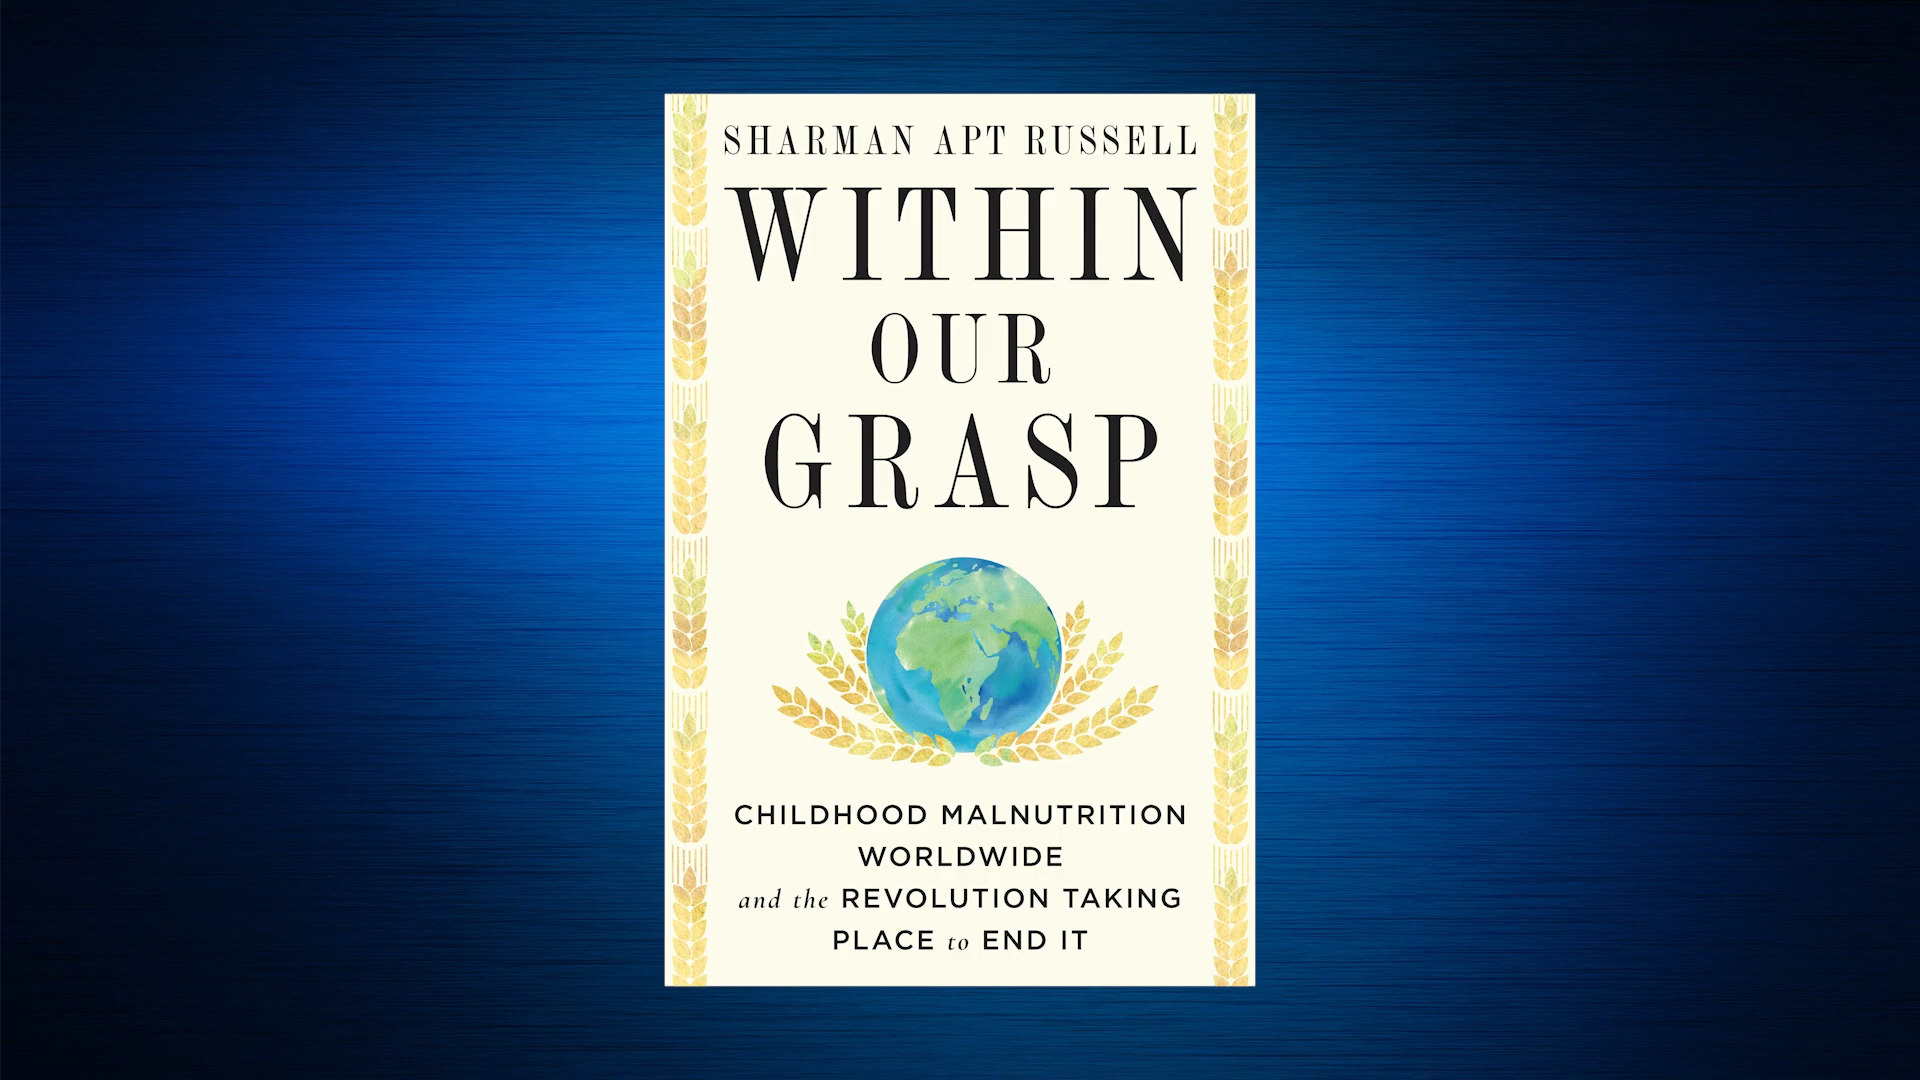 SHARMAN APT RUSSELL
WITHIN
OUR
GRASP
CHILDHOOD MALNUTRITION
WORLDWIDE
and the REVOLUTION TAKING
PLACE to END IT